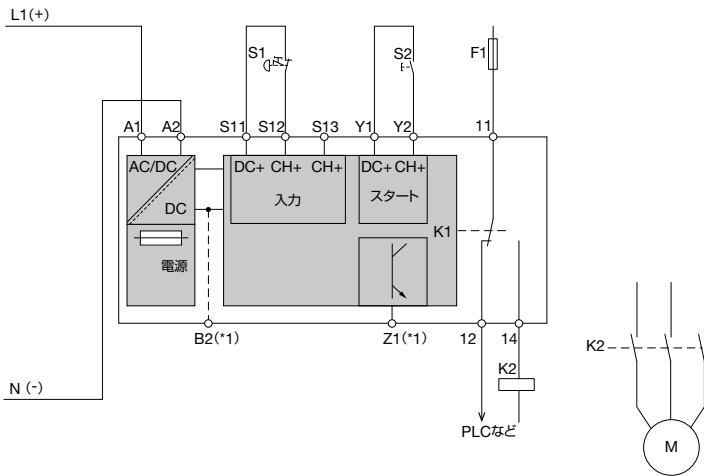 L1(+)
S1
S2
F1
A1 A2 S11 S12 S13 Y1 Y2 11
AC/DC DC+ CH+ CH+ DC+ CH+
DC 入力 スタート
K1
電源
B2(*1) Z1(*1) 12 14
K2
K2
N (-)
PLCなど
M